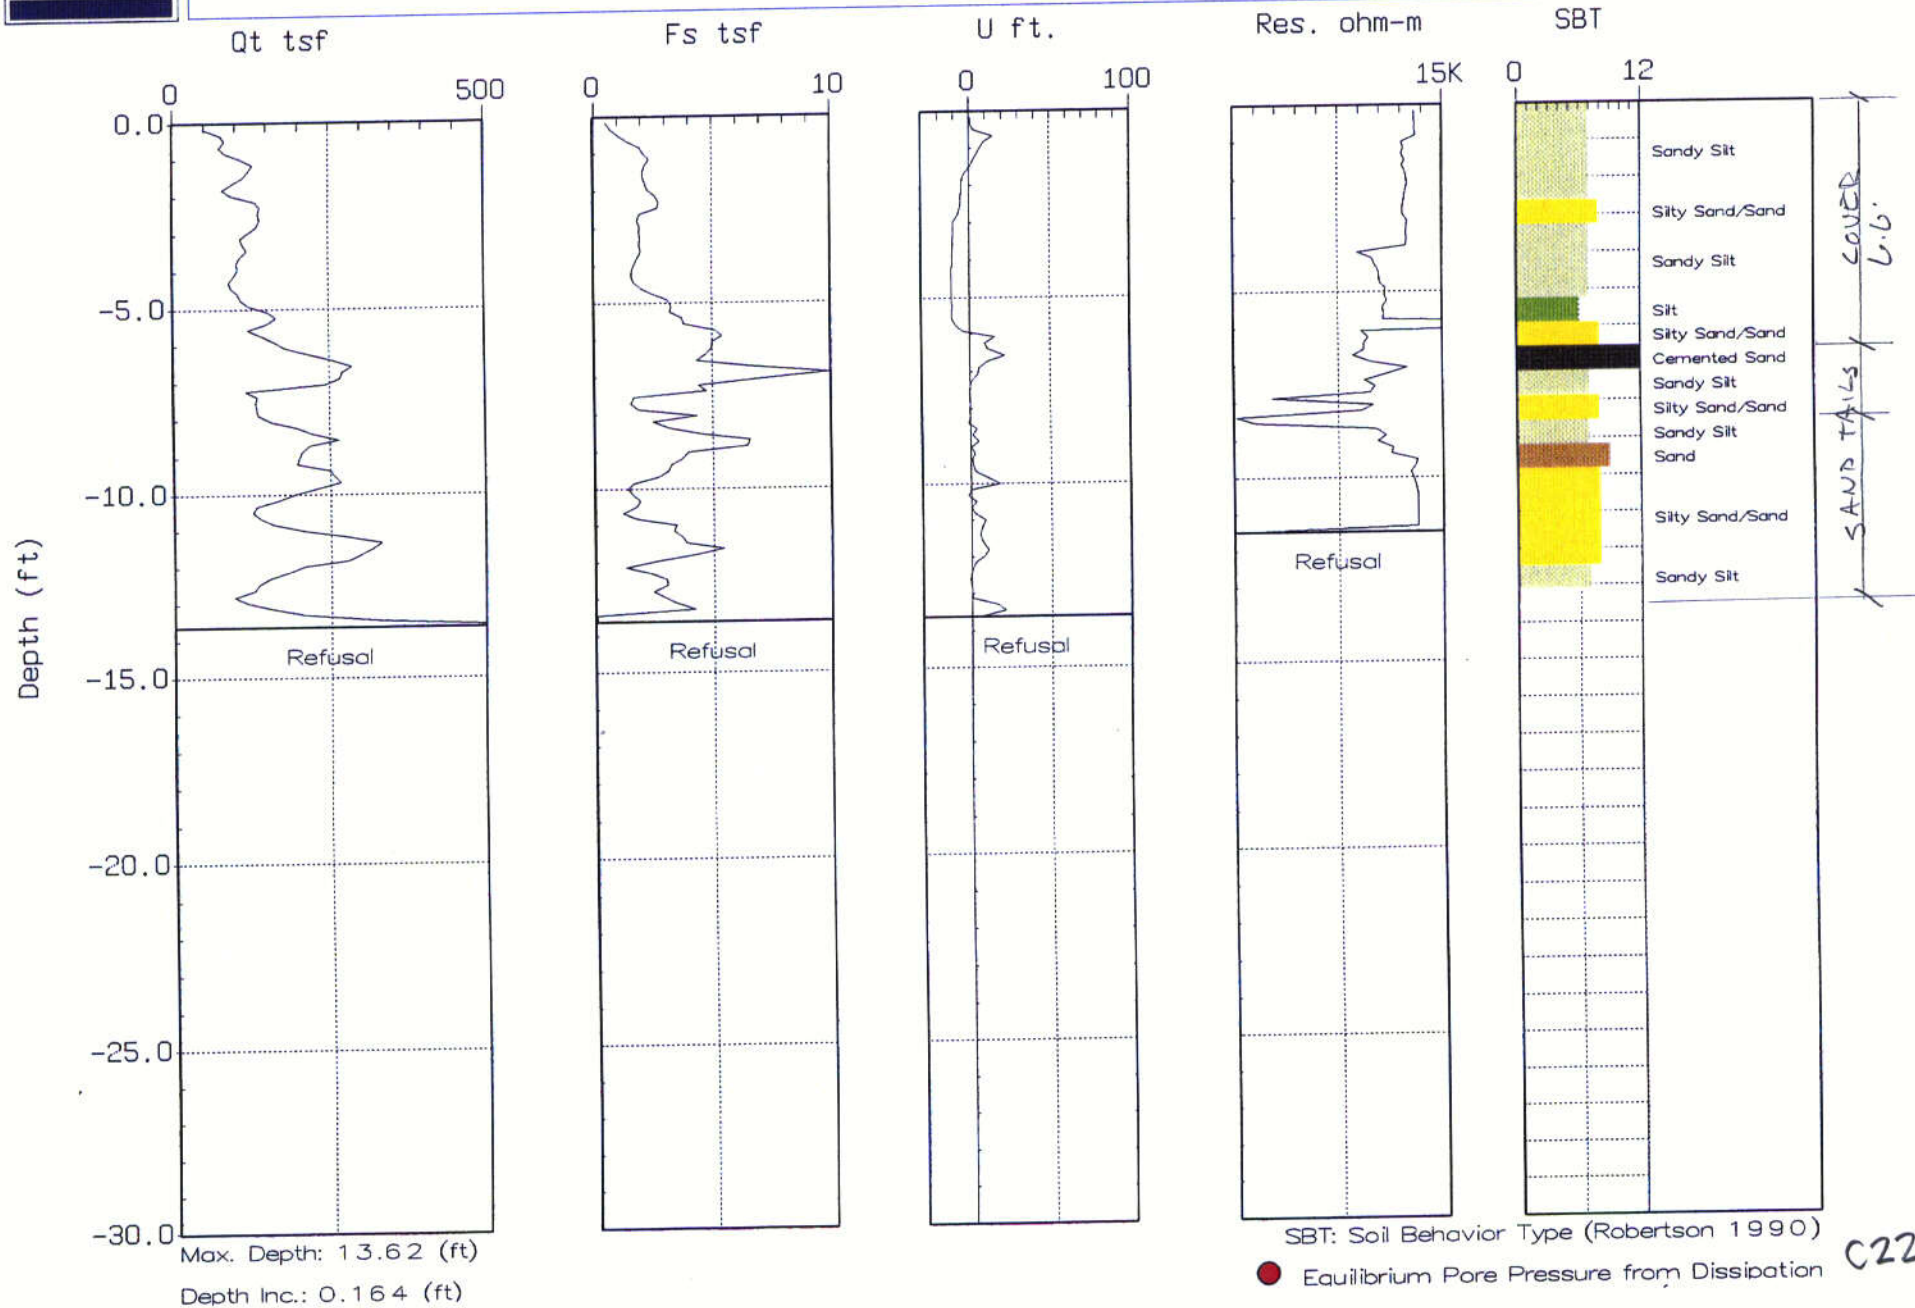 Qt tsf
Fs tsf
U ft.
Res. ohm-m
SBT
0 500
0 10
0 100
15K
0 12
0.0
-5.0
-10.0
-15.0
-20.0
-25.0
-30.0
Depth (ft)
Refusal
Refusal
Refusal
Refusal
Sandy Silt
Silty Sand/Sand
Sandy Silt
Silt
Silty Sand/Sand
Cemented Sand
Sandy Silt
Silty Sand/Sand
Sandy Silt
Sand
Silty Sand/Sand
Sandy Silt
COVER
6.6'
SAND TAILS
Max. Depth: 13.62 (ft)
Depth Inc.: 0.164 (ft)
SBT: Soil Behavior Type (Robertson 1990)
Equilibrium Pore Pressure from Dissipation
C22